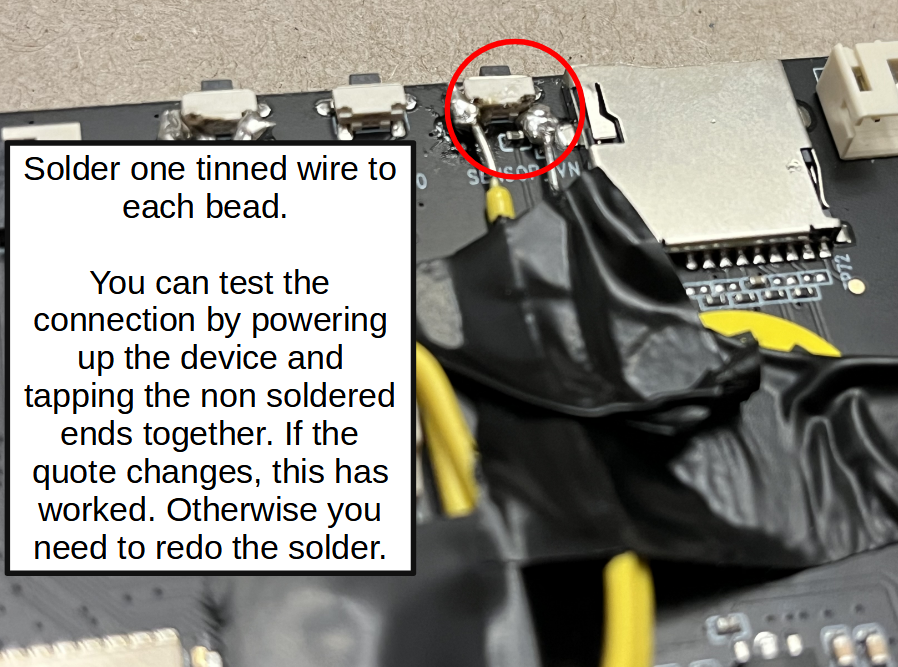 Solder one tinned wire to
each bead.
You can test the
connection by powering
up the device and
tapping the non soldered
ends together. If the
quote changes, this has
worked. Otherwise you
need to redo the solder.